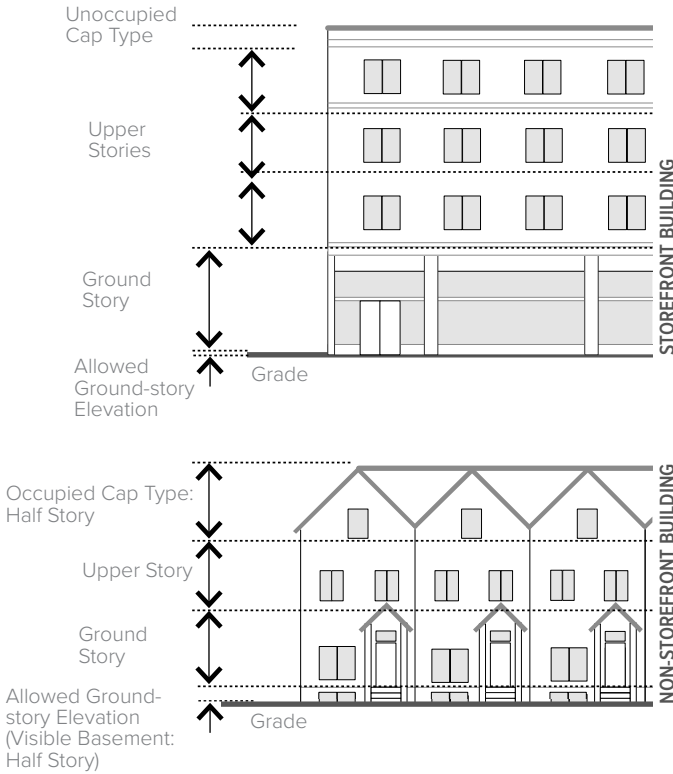 Unoccupied
Cap Type
Upper
Stories
Ground
Story
Allowed
Ground-story
Elevation
Grade
STOREFRONT BUILDING
Occupied Cap Type:
Half Story
Upper Story
Ground
Story
Allowed Ground-
story Elevation
(Visible Basement:
Half Story)
Grade
NON-STOREFRONT BUILDING